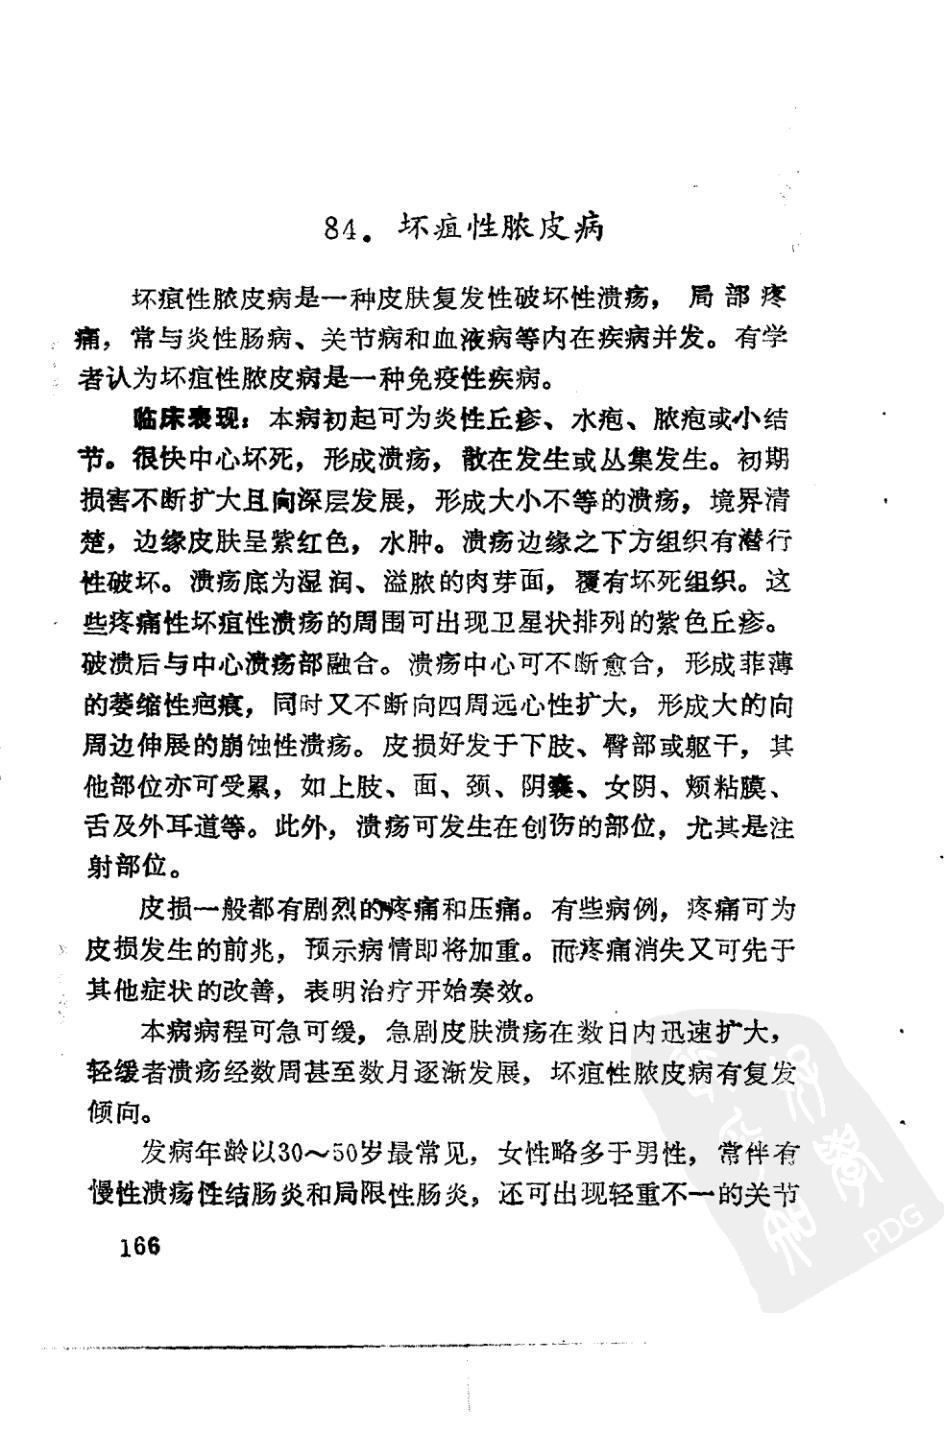 84．坏疽性脓皮病
坏疽性脓皮病是一种皮肤复发性破坏性溃疡，局部疼
痛，常与炎性肠病、关节病和血液病等内在疾病并发。有学
者认为坏疽性脓皮病是一种免疫性疾病。
临床表现：本病初起可为炎性丘疹、水疱、脓疱或小结
节。很快中心坏死，形成溃疡，散在发生或丛集发生。初期
损害不断扩大且向深层发展，形成大小不等的溃疡，境界清
楚，边缘皮肤呈紫红色，水肿。溃疡边缘之下方组织有潜行
性破坏。溃疡底为湿润、溢脓的肉芽面，覆有坏死组织。这
些疼痛性坏疽性溃疡的周围可出现卫星状排列的紫色丘疹。
破溃后与中心溃疡部融合。溃疡中心可不断愈合，形成菲薄
的萎缩性疤痕，同时又不断向四周远心性扩大，形成大的向
周边伸展的崩蚀性溃疡。皮损好发于下肢、臀部或躯干，其
他部位亦可受累，如上肢、面、颈、阴囊、女阴、颊粘膜、
舌及外耳道等。此外，溃疡可发生在创伤的部位，尤其是注
射部位。
皮损一般都有剧烈的疼痛和压痛。有些病例，疼痛可为
皮损发生的前兆，预示病情即将加重。而疼痛消失又可先于
其他症状的改善，表明治疗开始奏效。
本病病程可急可缓，急剧皮肤溃疡在数日内迅速扩大，
轻缓者溃疡经数周甚至数月逐渐发展，坏疽性脓皮病有复发
倾向。
发病年龄以30～50岁最常见，女性略多于男性，常伴有
慢性溃疡性结肠炎和局限性肠炎，还可出现轻重不一的关节
166
PDG